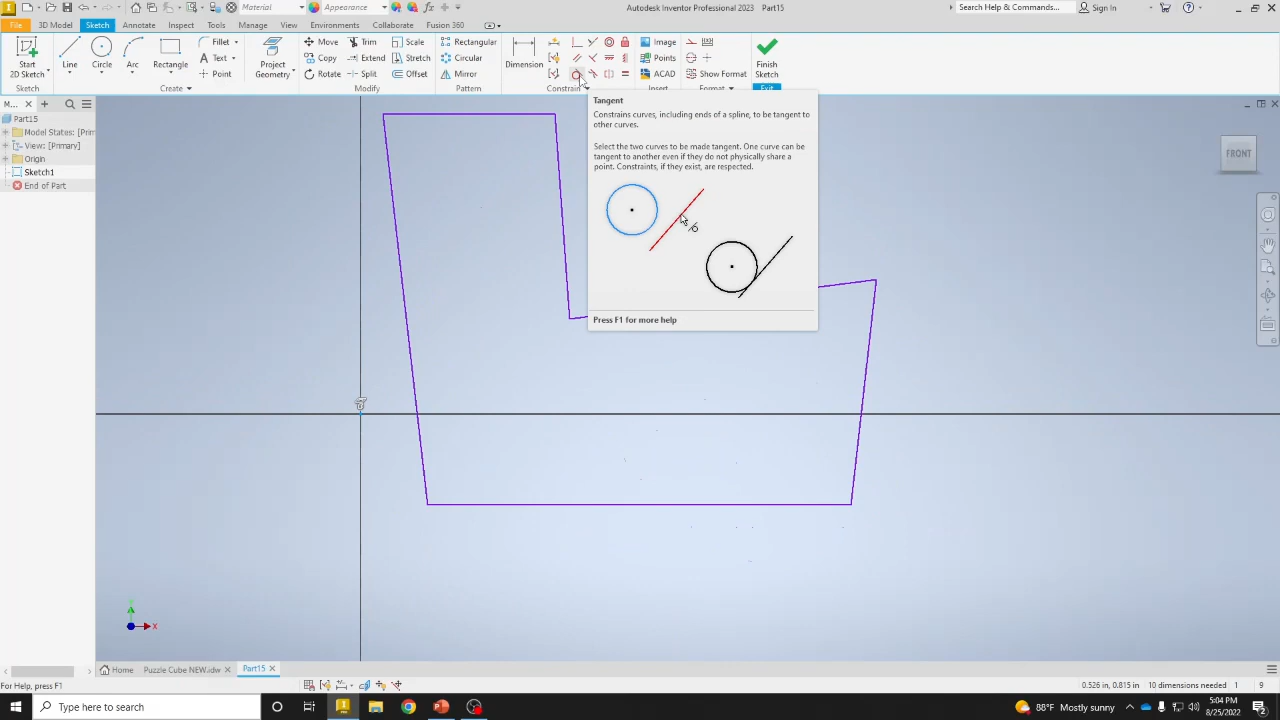 Material
Appearance
Autodesk Inventor Professional 2023 Part15
Search Help & Commands...
Sign In
File 3D Model Sketch Annotate Inspect Tools Manage View Environments Collaborate Fusion 360
Start
2D Sketch
Line
Circle
Arc
Rectangle
Fillet
Text
Point
Project
Geometry
Move
Copy
Rotate
Trim
Extend
Split
Scale
Stretch
Offset
Rectangular
Circular
Mirror
Dimension
Image
Points
ACAD
Show Format
Finish
Sketch
Sketch Create Modify Pattern Constrain Insert Format Exit
M...
Part15
Model States: [Prim
View: [Primary]
Origin
Sketch1
End of Part
Tangent
Constrains curves, including ends of a spline, to be tangent to
other curves.
Select the two curves to be made tangent. One curve can be
tangent to another even if they do not physically share a
point. Constraints, if they exist, are respected.
Press F1 for more help
FRONT
X
Home
Puzzle Cube NEW.idw
Part15
For Help, press F1
0.526 in, 0.815 in 10 dimensions needed 1 9
Type here to search
88°F Mostly sunny
5:04 PM
8/25/2022
2